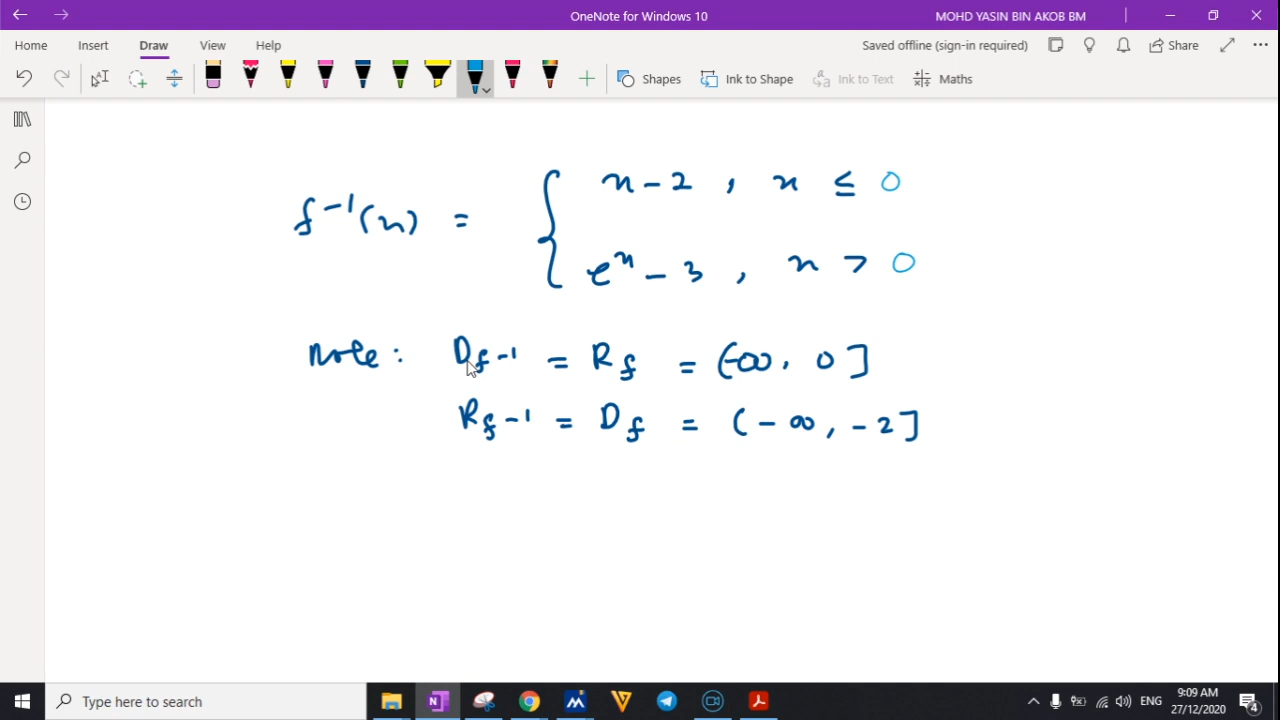 OneNote for Windows 10
MOHD YASIN BIN AKOB BM
Home Insert Draw View Help
Saved offline (sign-in required)
Share
Shapes
Ink to Shape
Ink to Text
Maths
f⁻¹(x) = { x - 2 , x ≤ 0
eˣ - 3 , x > 0
Note: D_f⁻¹ = R_f = (-∞, 0]
R_f⁻¹ = D_f = (-∞, -2]
Type here to search
N
ENG
9:09 AM
27/12/2020
4